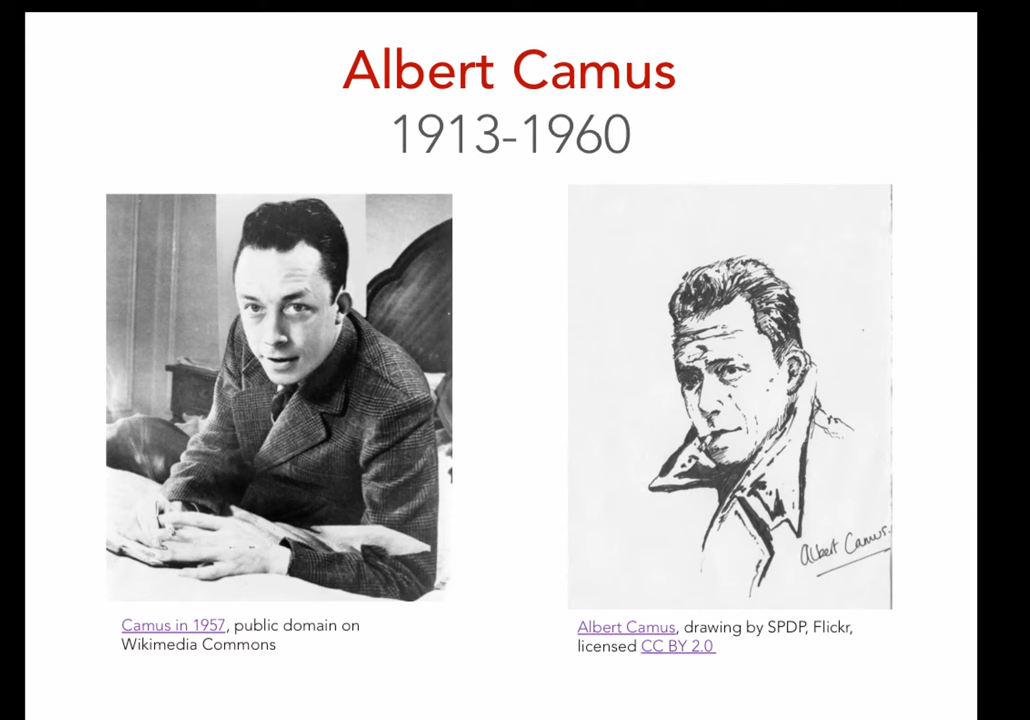 Albert Camus
1913-1960
Albert Camus.
Camus in 1957, public domain on
Wikimedia Commons
Albert Camus, drawing by SPDP, Flickr,
licensed CC BY 2.0